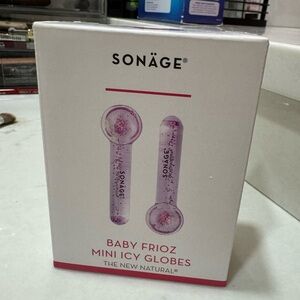 SONÄGE®
SONÄGE
SONÄGE
BABY FRIOZ
MINI ICY GLOBES
THE NEW NATURAL®